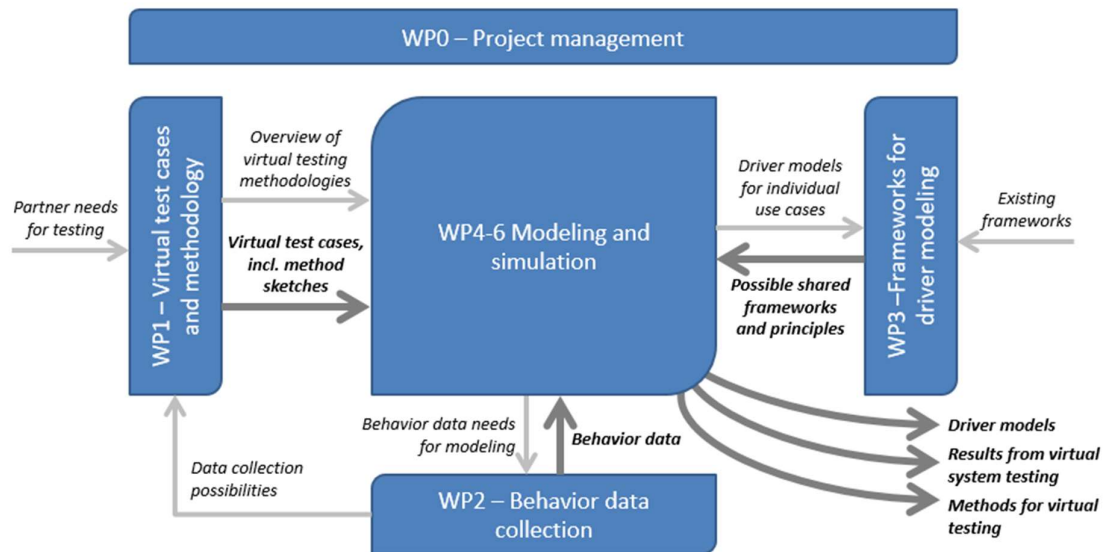 WP0 – Project management
Partner needs
for testing
WP1 – Virtual test cases
and methodology
Overview of
virtual testing
methodologies
Virtual test cases,
incl. method
sketches
WP4-6 Modeling and
simulation
Driver models
for individual
use cases
Possible shared
frameworks
and principles
WP3 –Frameworks for
driver modeling
Existing
frameworks
Behavior data needs
for modeling
Behavior data
Data collection
possibilities
WP2 – Behavior data
collection
Driver models
Results from virtual
system testing
Methods for virtual
testing